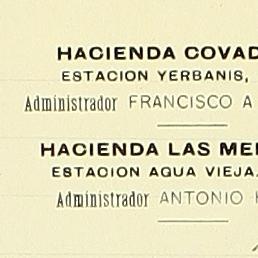 HACIENDA COVAD
ESTACION YERBANIS,
Administrador FRANCISCO A
HACIENDA LAS ME
ESTACION AGUA VIEJA.
Administrador ANTONIO